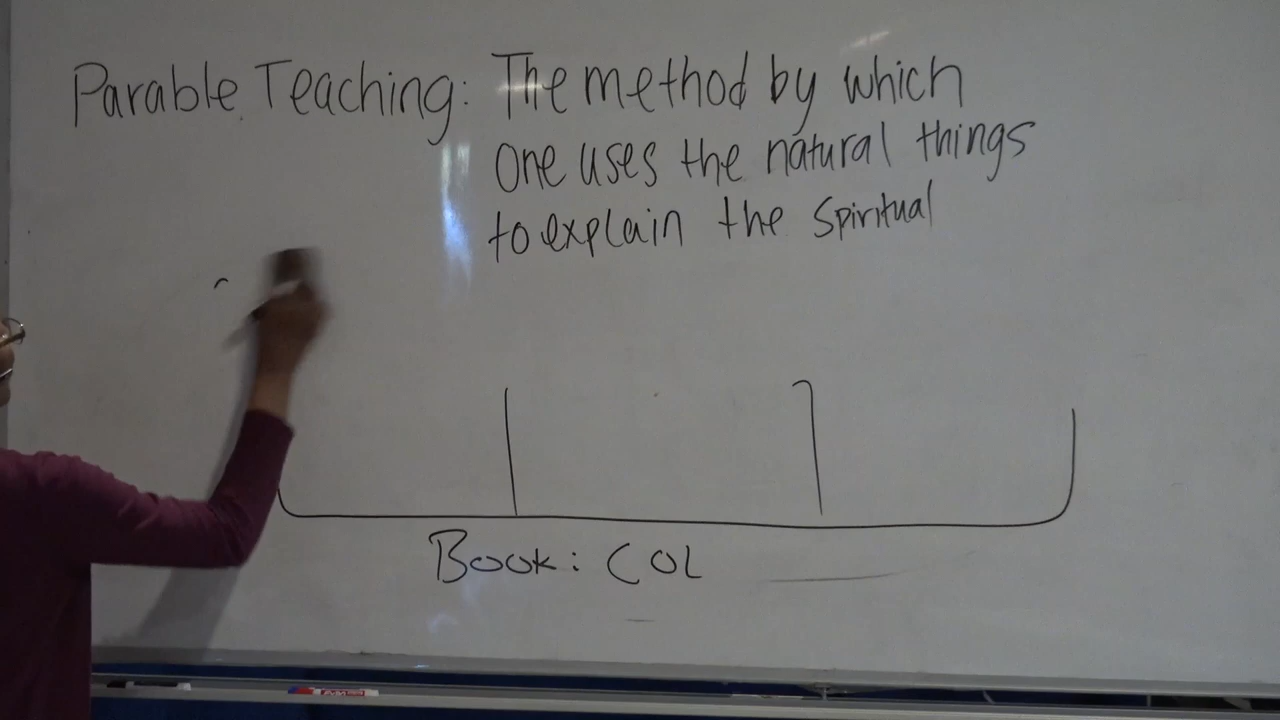 Parable Teaching: The method by which
one uses the natural things
to explain the spiritual
Book: COL